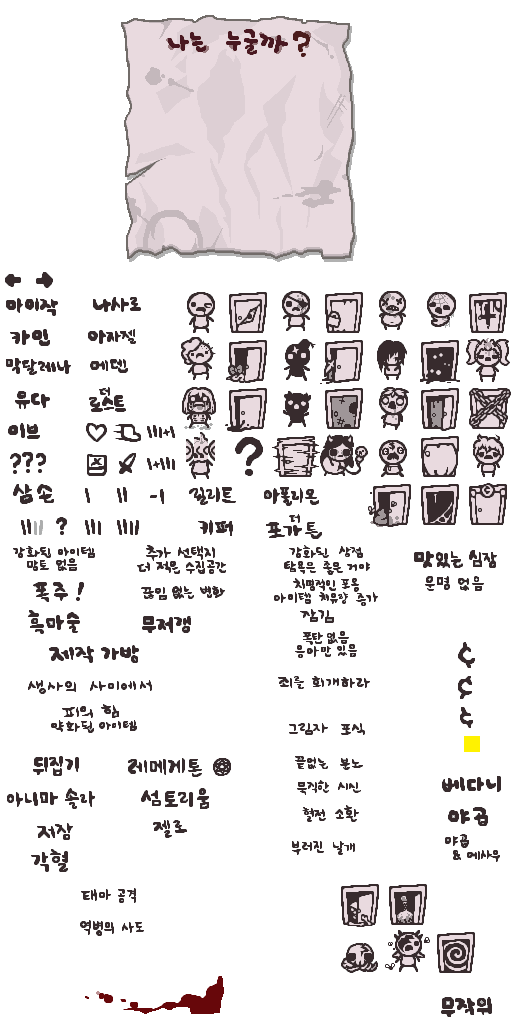 나는 누굴까?
아이작 나사로
카인 아자젤
막달레나 에덴
유다 더 로스트
이브
???
삼손 릴리트 아폴리온
? 키퍼 더 포가튼
강화된 아이템 추가 선택지 강화된 상점 맛있는 심장
맘도 없음 더 적은 수집공간 탐욕은 좋은 거야 운명 없음
폭주! 끊임 없는 변화 치명적인 포옹
아이템 치유량 증가
흑마술 무저갱 잠김
폭탄 없음
제작 가방 응아만 있음
생사의 사이에서 죄를 회개하라
피의 힘
약화된 아이템 그림자 포식
뒤집기 레메게톤 끝없는 분노
아니마 솔라 섬토리움 묵직한 시신 베다니
저장 젤로 혈전 소환 야곱
각혈 부러진 날개 야곱
& 에사우
태마 공격
역병의 사도
무작위